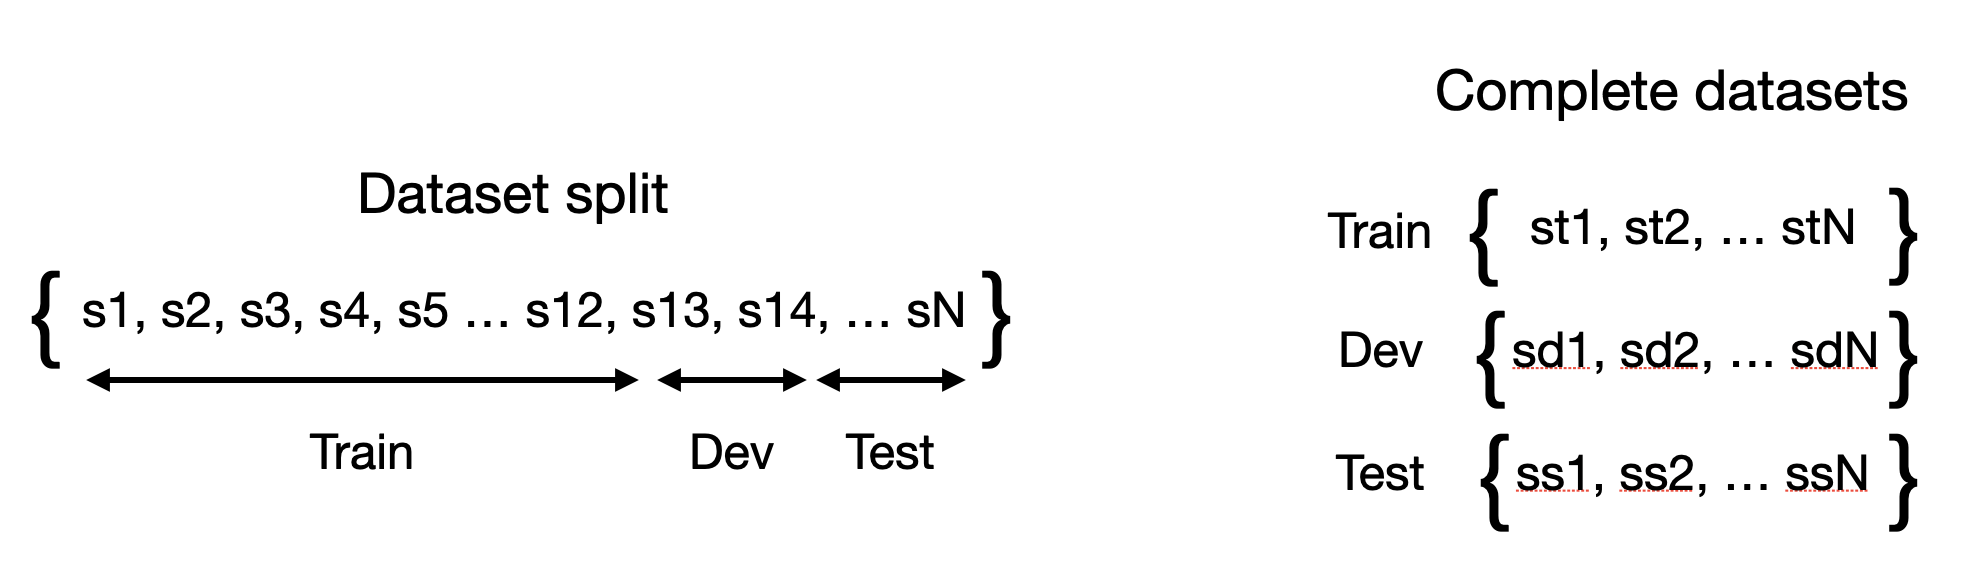 Dataset split
{ s1, s2, s3, s4, s5 ... s12, s13, s14, ... sN }
Train Dev Test
Complete datasets
Train { st1, st2, ... stN }
Dev { sd1, sd2, ... sdN }
Test { ss1, ss2, ... ssN }